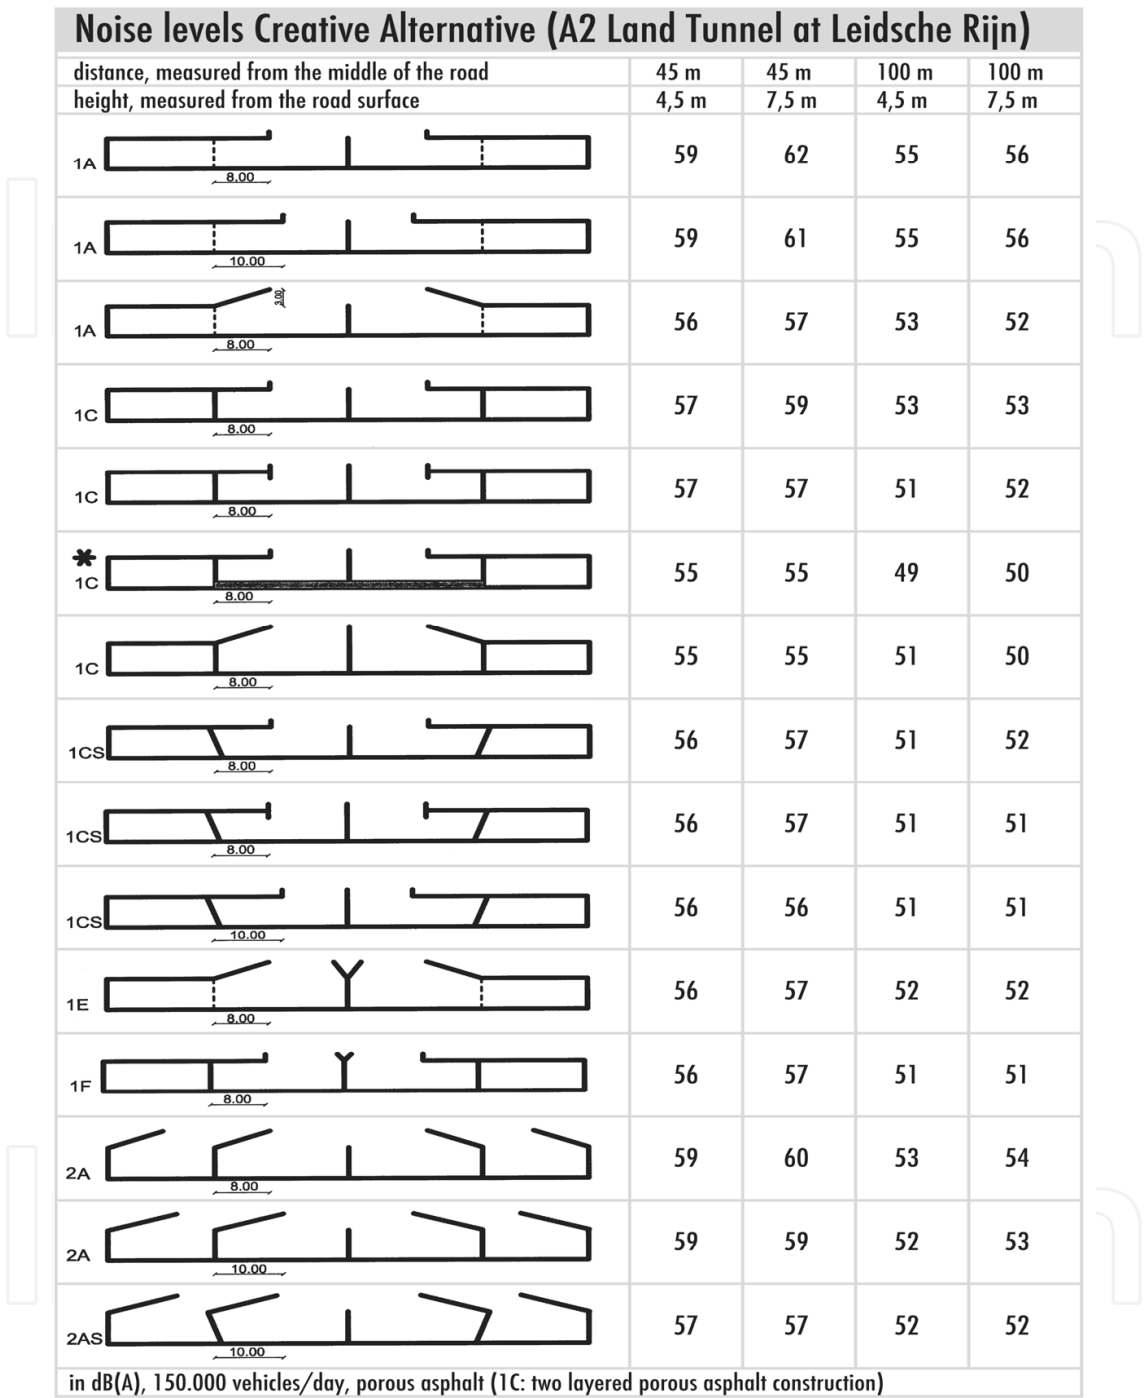 Noise levels Creative Alternative (A2 Land Tunnel at Leidsche Rijn)
distance, measured from the middle of the road 45 m 45 m 100 m 100 m
height, measured from the road surface 4,5 m 7,5 m 4,5 m 7,5 m
1A 8.00 59 62 55 56
1A 10.00 59 61 55 56
1A 8.00 3.00 56 57 53 52
1C 8.00 57 59 53 53
1C 8.00 57 57 51 52
* 1C 8.00 55 55 49 50
1C 8.00 55 55 51 50
1CS 8.00 56 57 51 52
1CS 8.00 56 57 51 51
1CS 10.00 56 56 51 51
1E 8.00 56 57 52 52
1F 8.00 56 57 51 51
2A 8.00 59 60 53 54
2A 10.00 59 59 52 53
2AS 10.00 57 57 52 52
in dB(A), 150.000 vehicles/day, porous asphalt (1C: two layered porous asphalt construction)